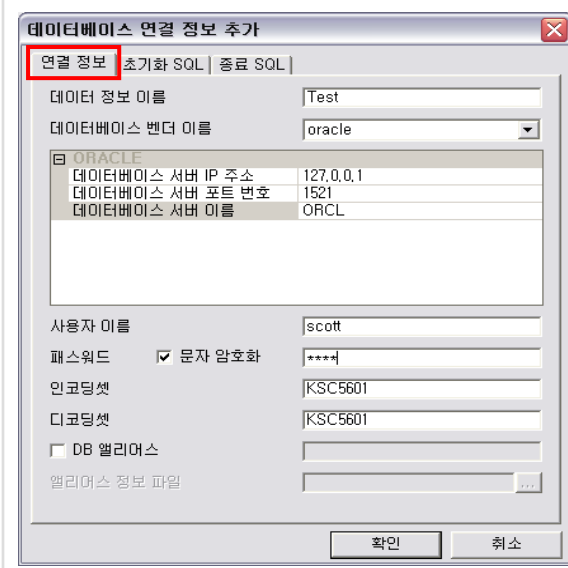 데이터베이스 연결 정보 추가
연결 정보 초기화 SQL 종료 SQL
데이터 정보 이름 Test
데이터베이스 벤더 이름 oracle
ORACLE
데이터베이스 서버 IP 주소 127.0.0.1
데이터베이스 서버 포트 번호 1521
데이터베이스 서버 이름 ORCL
사용자 이름 scott
패스워드 문자 암호화 ****
인코딩셋 KSC5601
디코딩셋 KSC5601
DB 앨리어스
앨리어스 정보 파일 ...
확인 취소